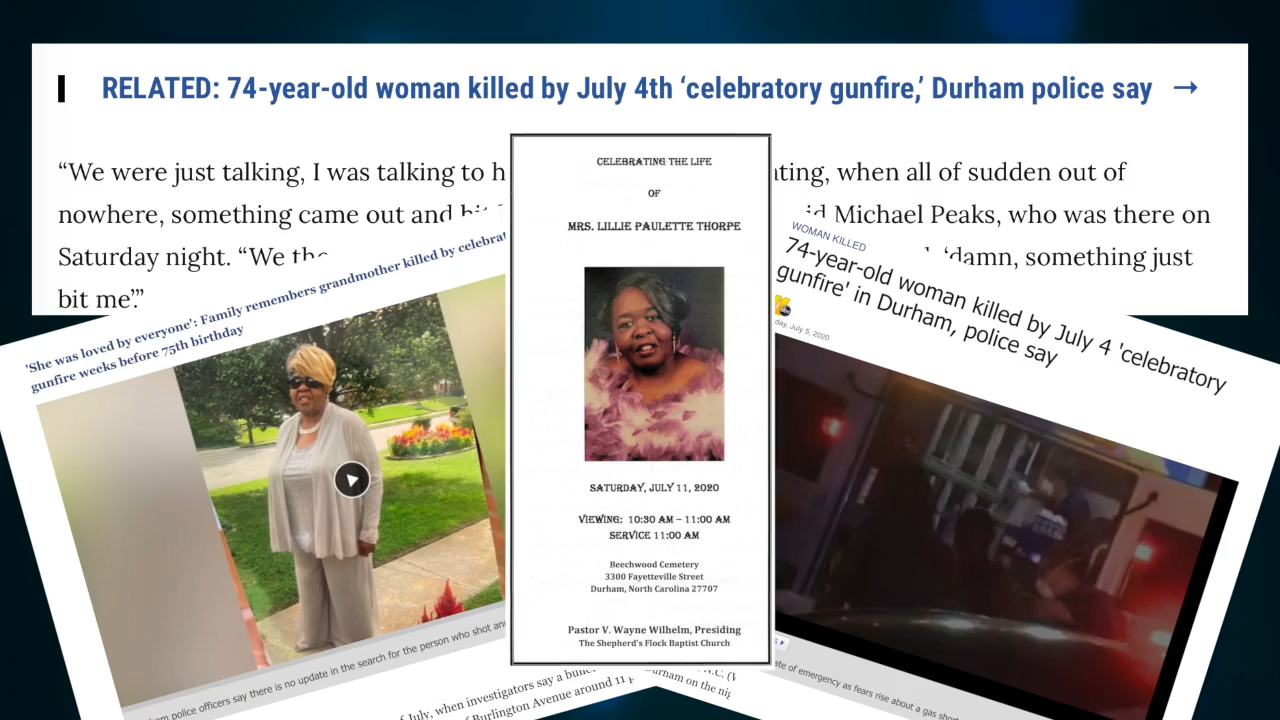 RELATED: 74-year-old woman killed by July 4th ‘celebratory gunfire,’ Durham police say →
“We were just talking, I was talking to
ting, when all of sudden out of
nowhere, something came out and
Michael Peaks, who was there on
Saturday night. “We
‘damn, something just
bit me’.”
'She was loved by everyone': Family remembers grandmother killed by
gunfire weeks before 75th birthday
police officers say there is no update in the search for the person who shot
July, when investigators say a
Burlington Avenue around 11
CELEBRATING THE LIFE
OF
MRS. LILLIE PAULETTE THORPE
SATURDAY, JULY 11, 2020
VIEWING: 10:30 AM – 11:00 AM
SERVICE 11:00 AM
Beechwood Cemetery
3300 Fayetteville Street
Durham, North Carolina 27707
Pastor V. Wayne Wilhelm, Presiding
The Shepherd's Flock Baptist Church
WOMAN KILLED
74-year-old woman killed by July 4 'celebratory
gunfire' in Durham, police say
abc
day, July 5, 2020
ate of emergency as fears rise about a gas
N.C.
Durham on the